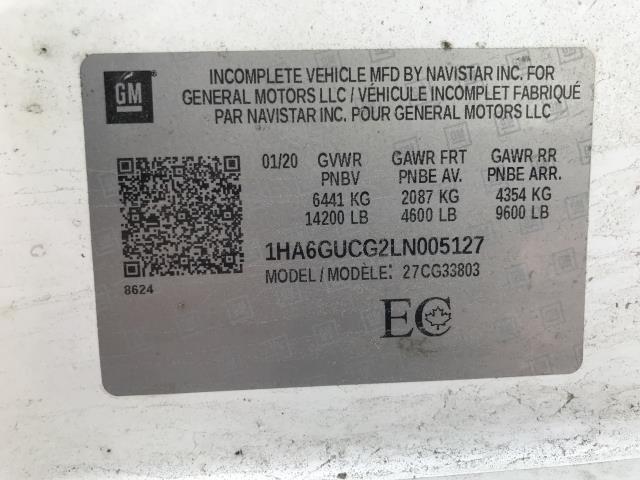 GM
INCOMPLETE VEHICLE MFD BY NAVISTAR INC. FOR
GENERAL MOTORS LLC / VÉHICULE INCOMPLET FABRIQUÉ
PAR NAVISTAR INC. POUR GENERAL MOTORS LLC
01/20 GVWR GAWR FRT GAWR RR
PNBV PNBE AV. PNBE ARR.
6441 KG 2087 KG 4354 KG
14200 LB 4600 LB 9600 LB
1HA6GUCG2LN005127
MODEL / MODÈLE: 27CG33803
8624
EC